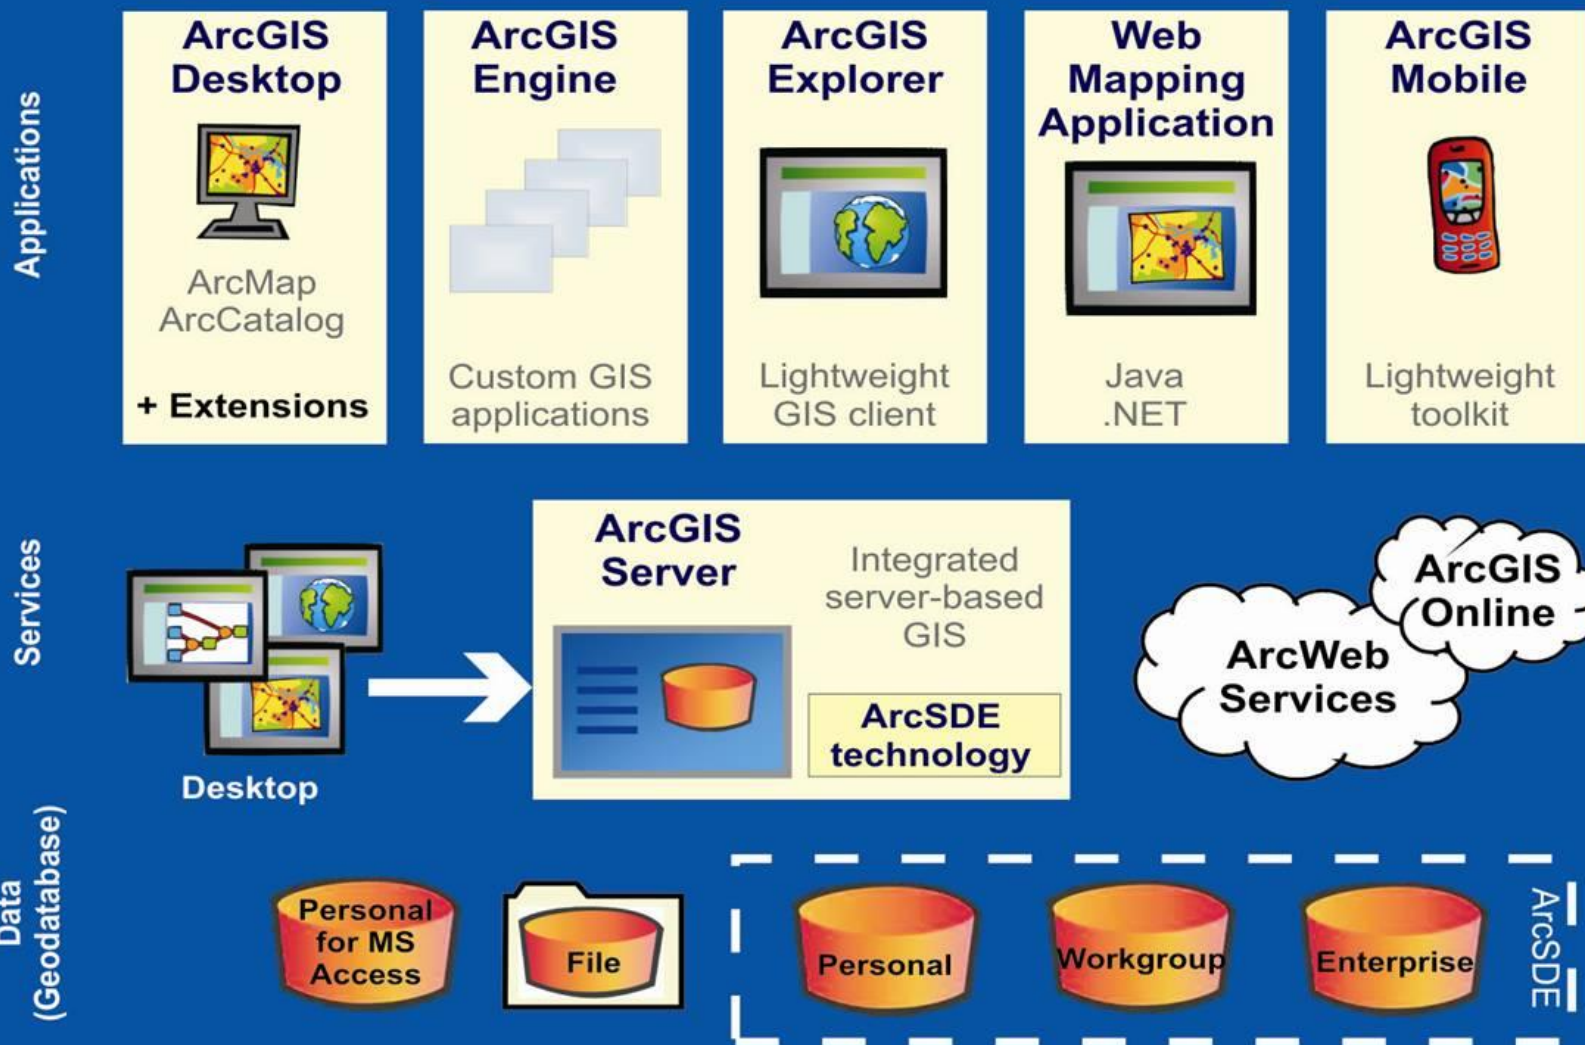 Applications
ArcGIS
Desktop
ArcMap
ArcCatalog
+ Extensions
ArcGIS
Engine
Custom GIS
applications
ArcGIS
Explorer
Lightweight
GIS client
Web
Mapping
Application
Java
.NET
ArcGIS
Mobile
Lightweight
toolkit
Services
Desktop
ArcGIS
Server
Integrated
server-based
GIS
ArcSDE
technology
ArcWeb
Services
ArcGIS
Online
Data
(Geodatabase)
Personal
for MS
Access
File
Personal
Workgroup
Enterprise
ArcSDE